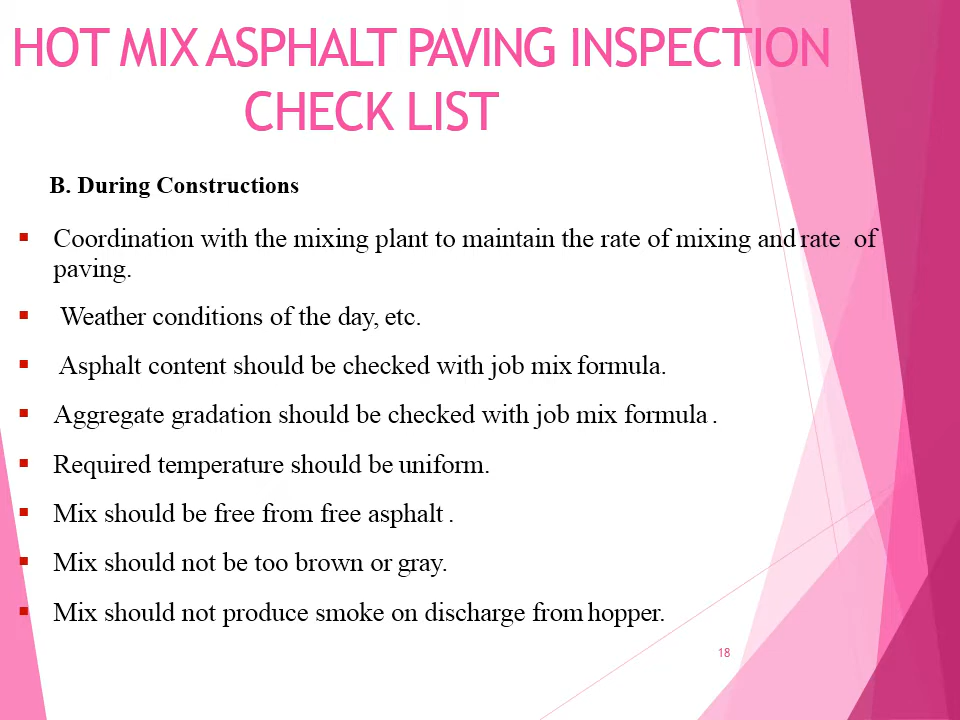 HOT MIX ASPHALT PAVING INSPECTION
CHECK LIST
B. During Constructions
▪ Coordination with the mixing plant to maintain the rate of mixing and rate of
paving.
▪ Weather conditions of the day, etc.
▪ Asphalt content should be checked with job mix formula.
▪ Aggregate gradation should be checked with job mix formula .
▪ Required temperature should be uniform.
▪ Mix should be free from free asphalt .
▪ Mix should not be too brown or gray.
▪ Mix should not produce smoke on discharge from hopper.
18